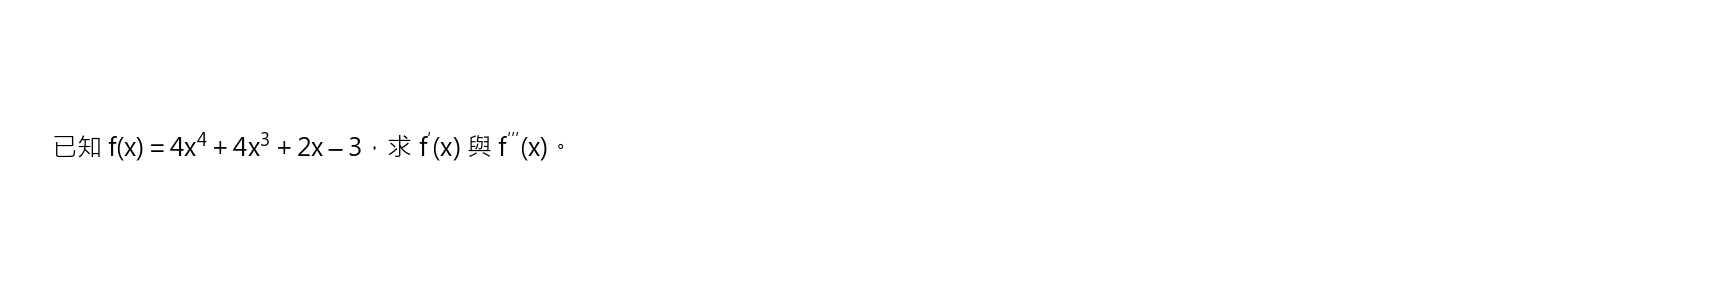 已知 f(x) = 4x⁴ + 4x³ + 2x – 3，求 f′(x) 與 f′′′(x)。